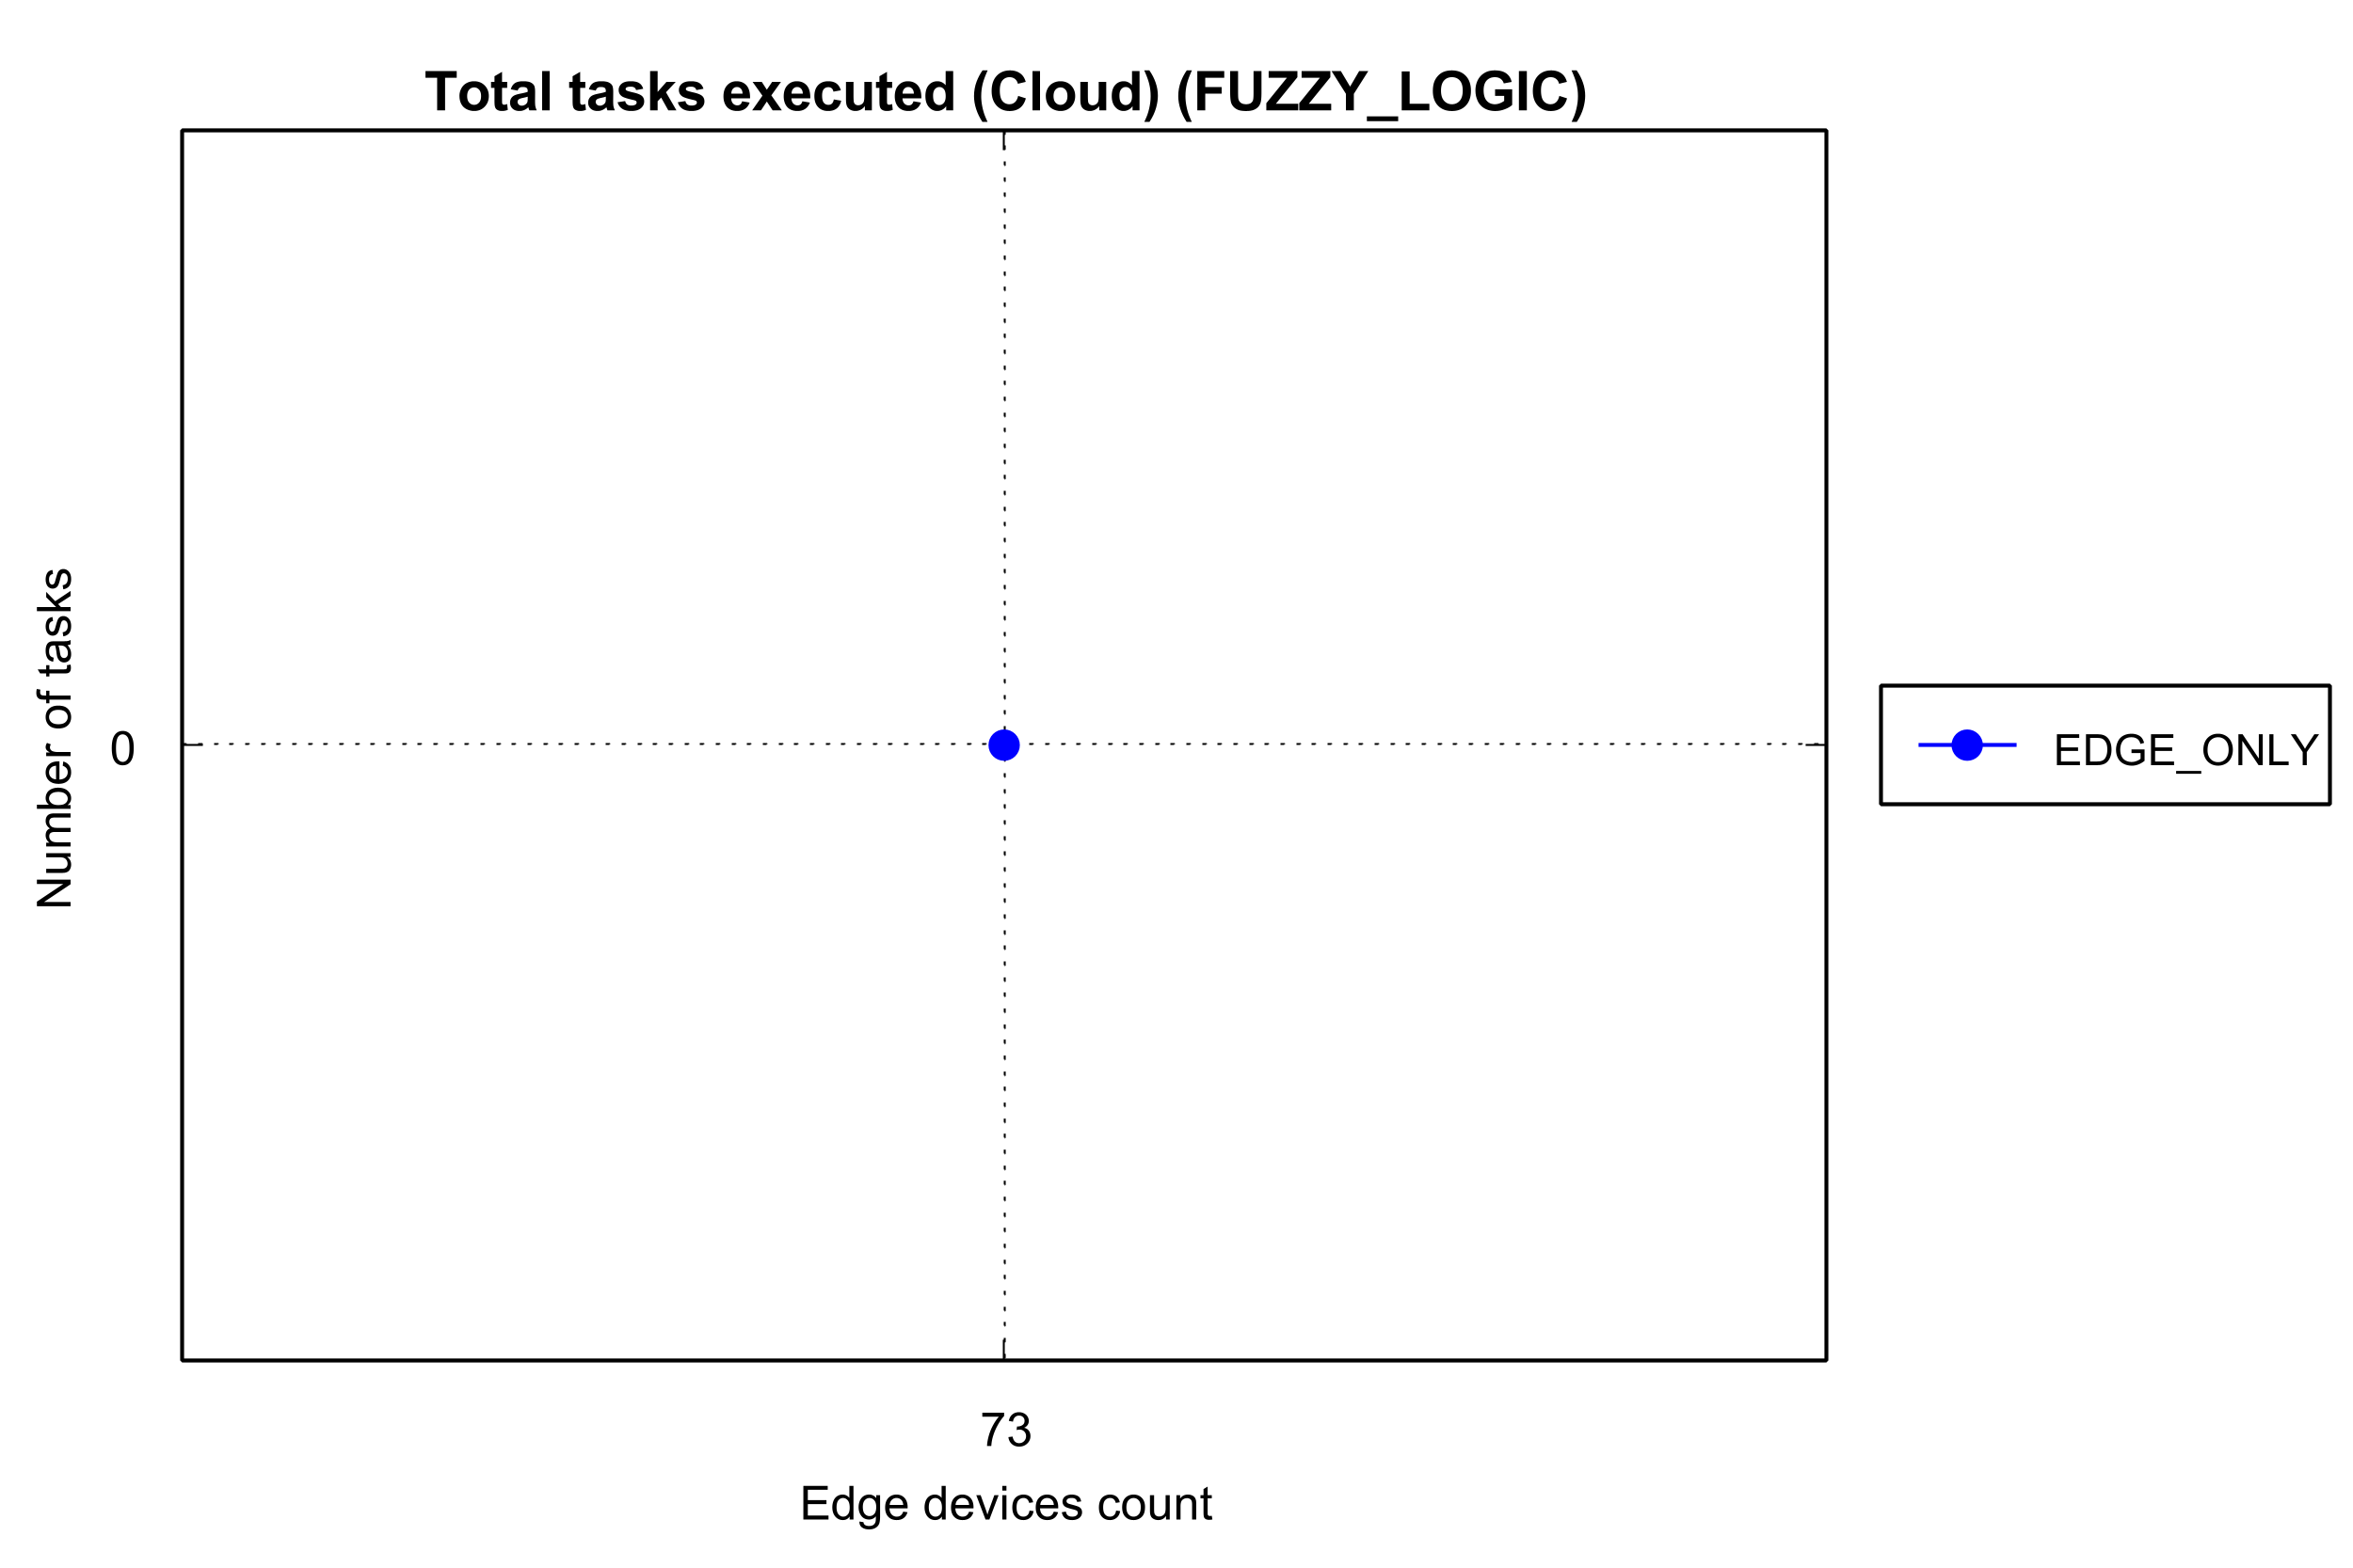 Total tasks executed (Cloud) (FUZZY_LOGIC)
Number of tasks
0
EDGE_ONLY
73
Edge devices count